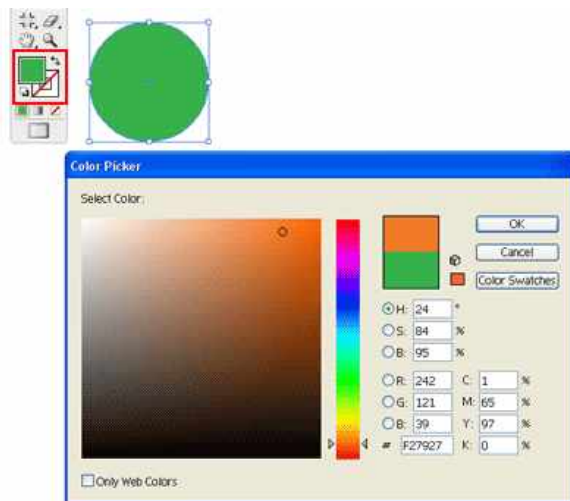 Color Picker
Select Color:
OK
Cancel
Color Swatches
H: 24 °
S: 84 %
B: 95 %
R: 242 C: 1 %
G: 121 M: 65 %
B: 39 Y: 97 %
# F27927 K: 0 %
Only Web Colors